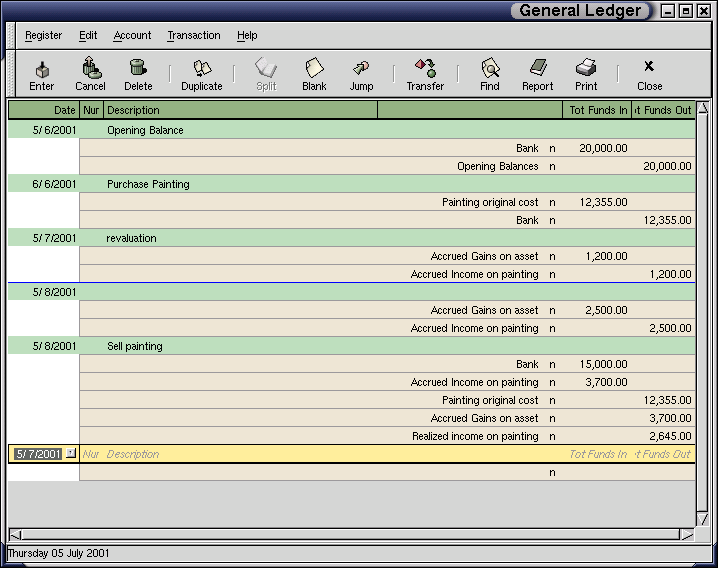 General Ledger
Register Edit Account Transaction Help
Enter Cancel Delete Duplicate Split Blank Jump Transfer Find Report Print Close
Date Nur Description Tot Funds In ot Funds Out
5/ 6/2001 Opening Balance
Bank n 20,000.00
Opening Balances n 20,000.00
6/ 6/2001 Purchase Painting
Painting original cost n 12,355.00
Bank n 12,355.00
5/ 7/2001 revaluation
Accrued Gains on asset n 1,200.00
Accrued Income on painting n 1,200.00
5/ 8/2001
Accrued Gains on asset n 2,500.00
Accrued Income on painting n 2,500.00
5/ 8/2001 Sell painting
Bank n 15,000.00
Accrued Income on painting n 3,700.00
Painting original cost n 12,355.00
Accrued Gains on asset n 3,700.00
Realized income on painting n 2,645.00
5/ 7/2001 Nur Description Tot Funds In ot Funds Out
n
Thursday 05 July 2001